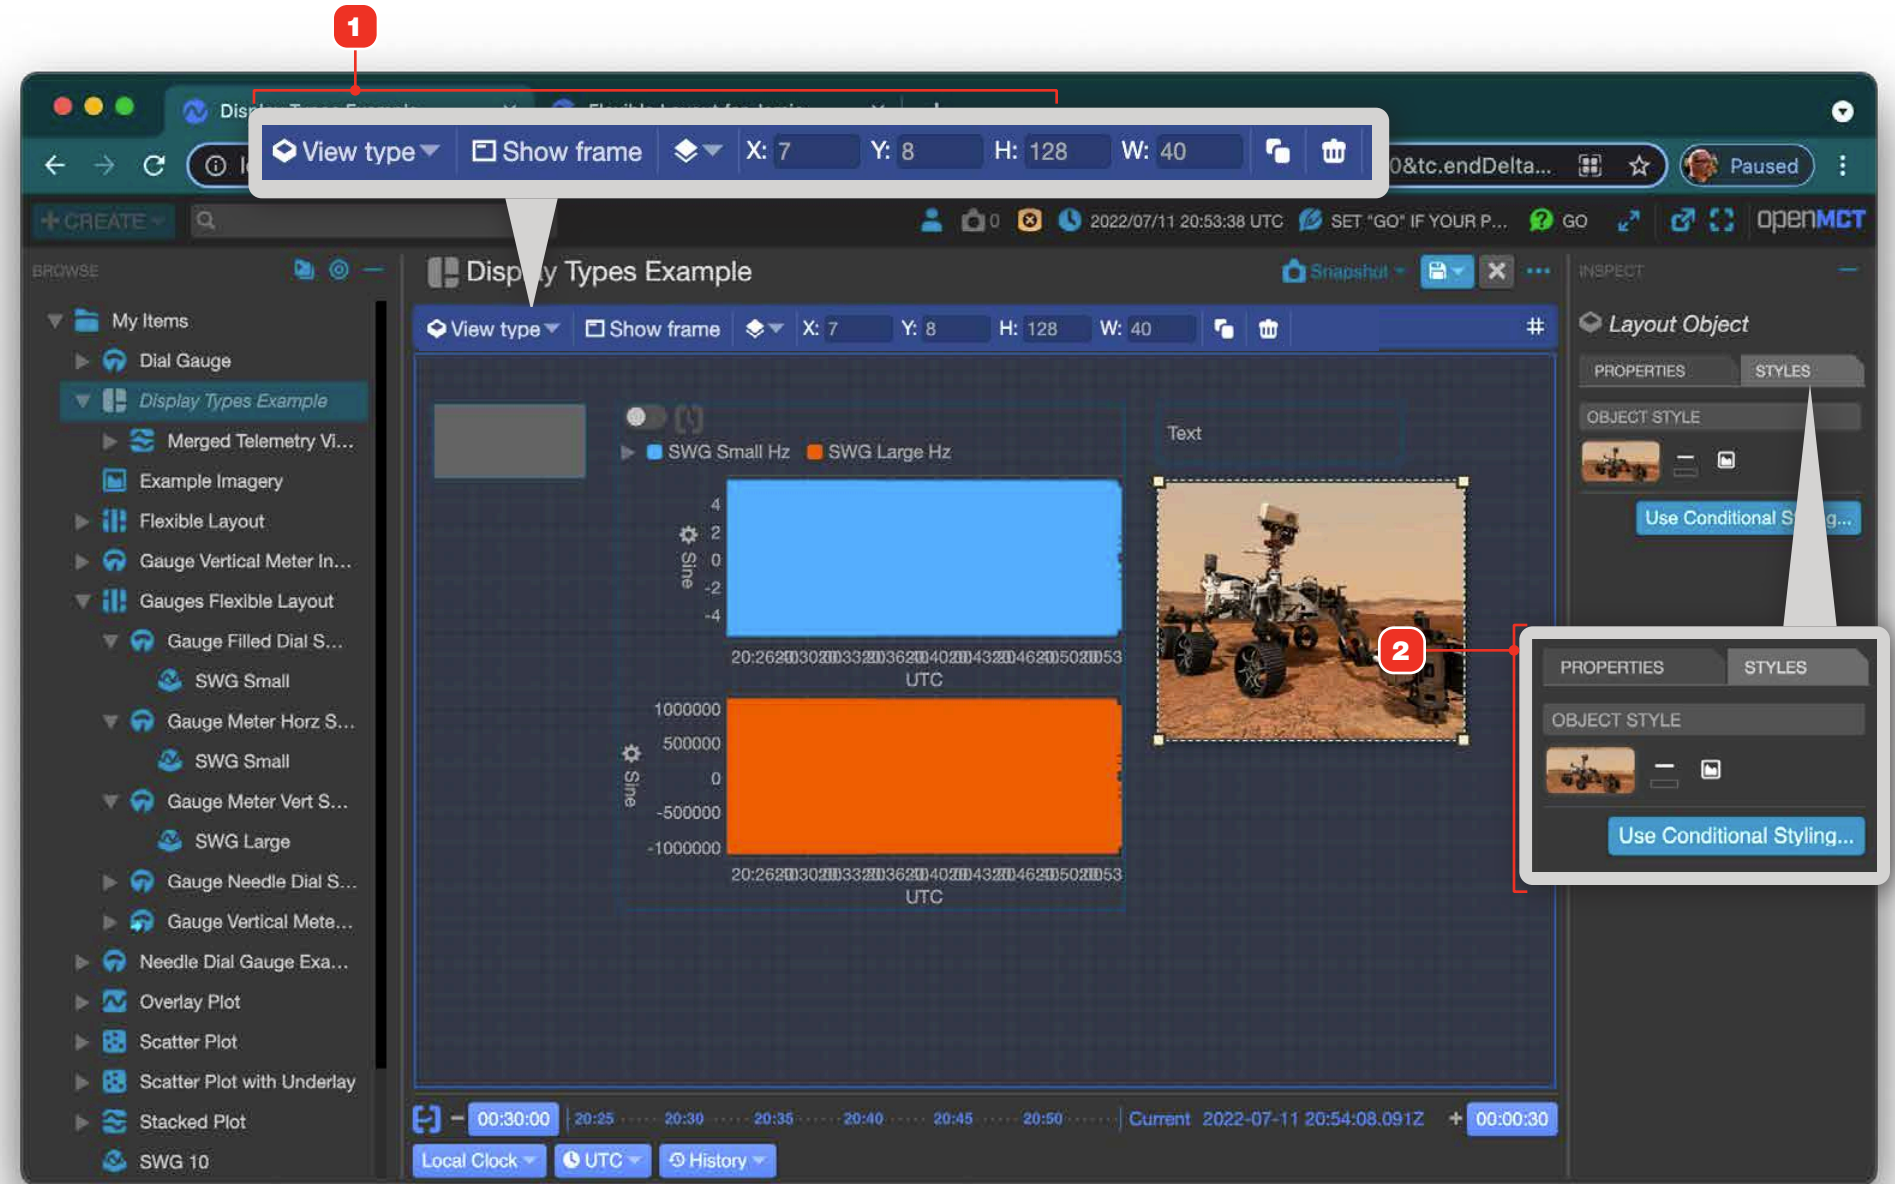 1
View type Show frame X: 7 Y: 8 H: 128 W: 40
0&tc.endDelta... Paused
+ CREATE
0 2022/07/11 20:53:38 UTC SET "GO" IF YOUR P... GO openMCT
BROWSE
My Items
Dial Gauge
Display Types Example
Merged Telemetry Vi...
Example Imagery
Flexible Layout
Gauge Vertical Meter In...
Gauges Flexible Layout
Gauge Filled Dial S...
SWG Small
Gauge Meter Horz S...
SWG Small
Gauge Meter Vert S...
SWG Large
Gauge Needle Dial S...
Gauge Vertical Mete...
Needle Dial Gauge Exa...
Overlay Plot
Scatter Plot
Scatter Plot with Underlay
Stacked Plot
SWG 10
Display Types Example Snapshot
View type Show frame X: 7 Y: 8 H: 128 W: 40
SWG Small Hz SWG Large Hz
4
2
0
-2
-4
Sine
UTC
1000000
500000
0
-500000
-1000000
Sine
UTC
Text
2
INSPECT
Layout Object
PROPERTIES STYLES
OBJECT STYLE
Use Conditional S g...
PROPERTIES STYLES
OBJECT STYLE
Use Conditional Styling...
00:30:00 20:25 20:30 20:35 20:40 20:45 20:50 Current 2022-07-11 20:54:08.091Z + 00:00:30
Local Clock UTC History